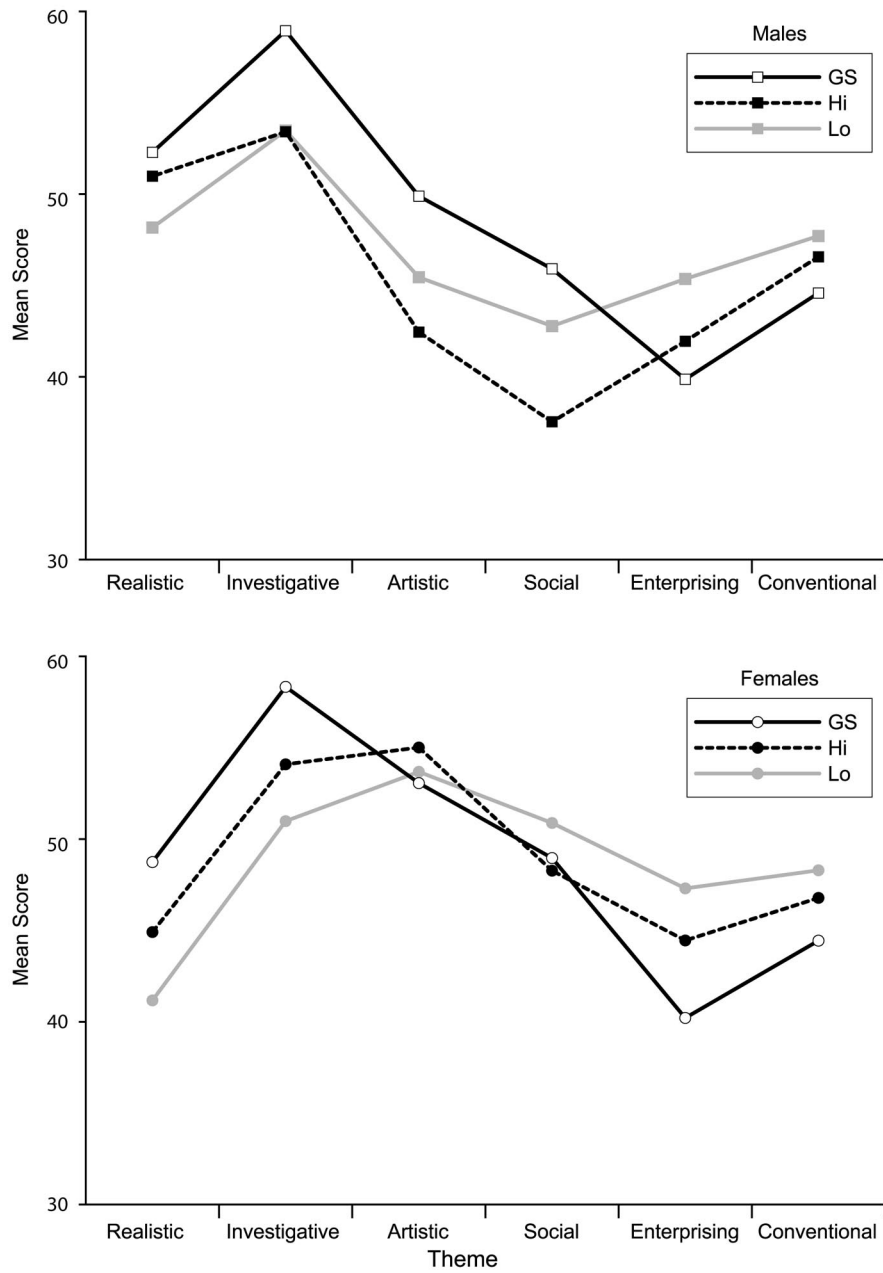 Males
GS
Hi
Lo
60
50
40
30
Mean Score
Realistic Investigative Artistic Social Enterprising Conventional
Females
GS
Hi
Lo
60
50
40
30
Mean Score
Realistic Investigative Artistic Social Enterprising Conventional
Theme